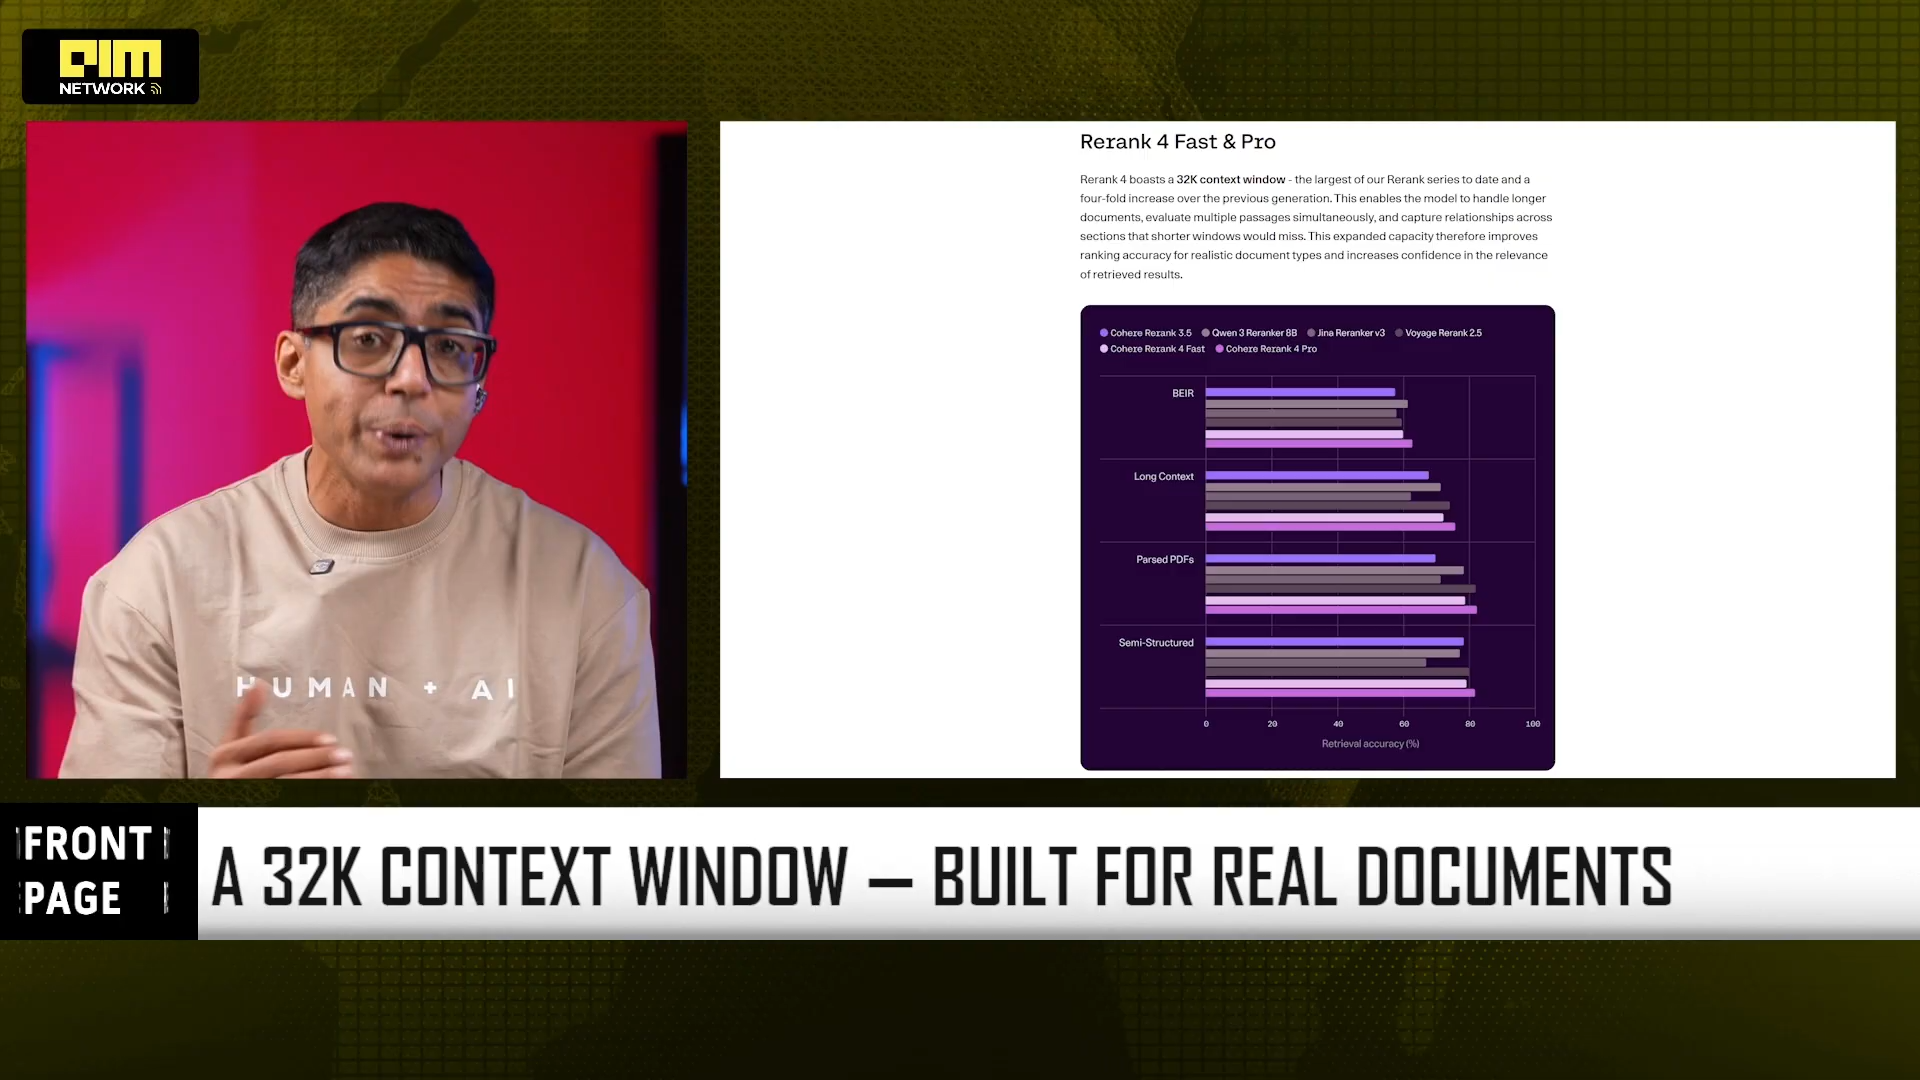 AIM
NETWORK
Rerank 4 Fast & Pro
Rerank 4 boasts a 32K context window - the largest of our Rerank series to date and a
four-fold increase over the previous generation. This enables the model to handle longer
documents, evaluate multiple passages simultaneously, and capture relationships across
sections that shorter windows would miss. This expanded capacity therefore improves
ranking accuracy for realistic document types and increases confidence in the relevance
of retrieved results.
Cohere Rerank 3.5 Qwen 3 Reranker 8B Jina Reranker v3 Voyage Rerank 2.5
Cohere Rerank 4 Fast Cohere Rerank 4 Pro
BEIR
Long Context
Parsed PDFs
Semi-Structured
0 20 40 60 80 100
Retrieval accuracy (%)
HUMAN + AI
FRONT
PAGE
A 32K CONTEXT WINDOW — BUILT FOR REAL DOCUMENTS